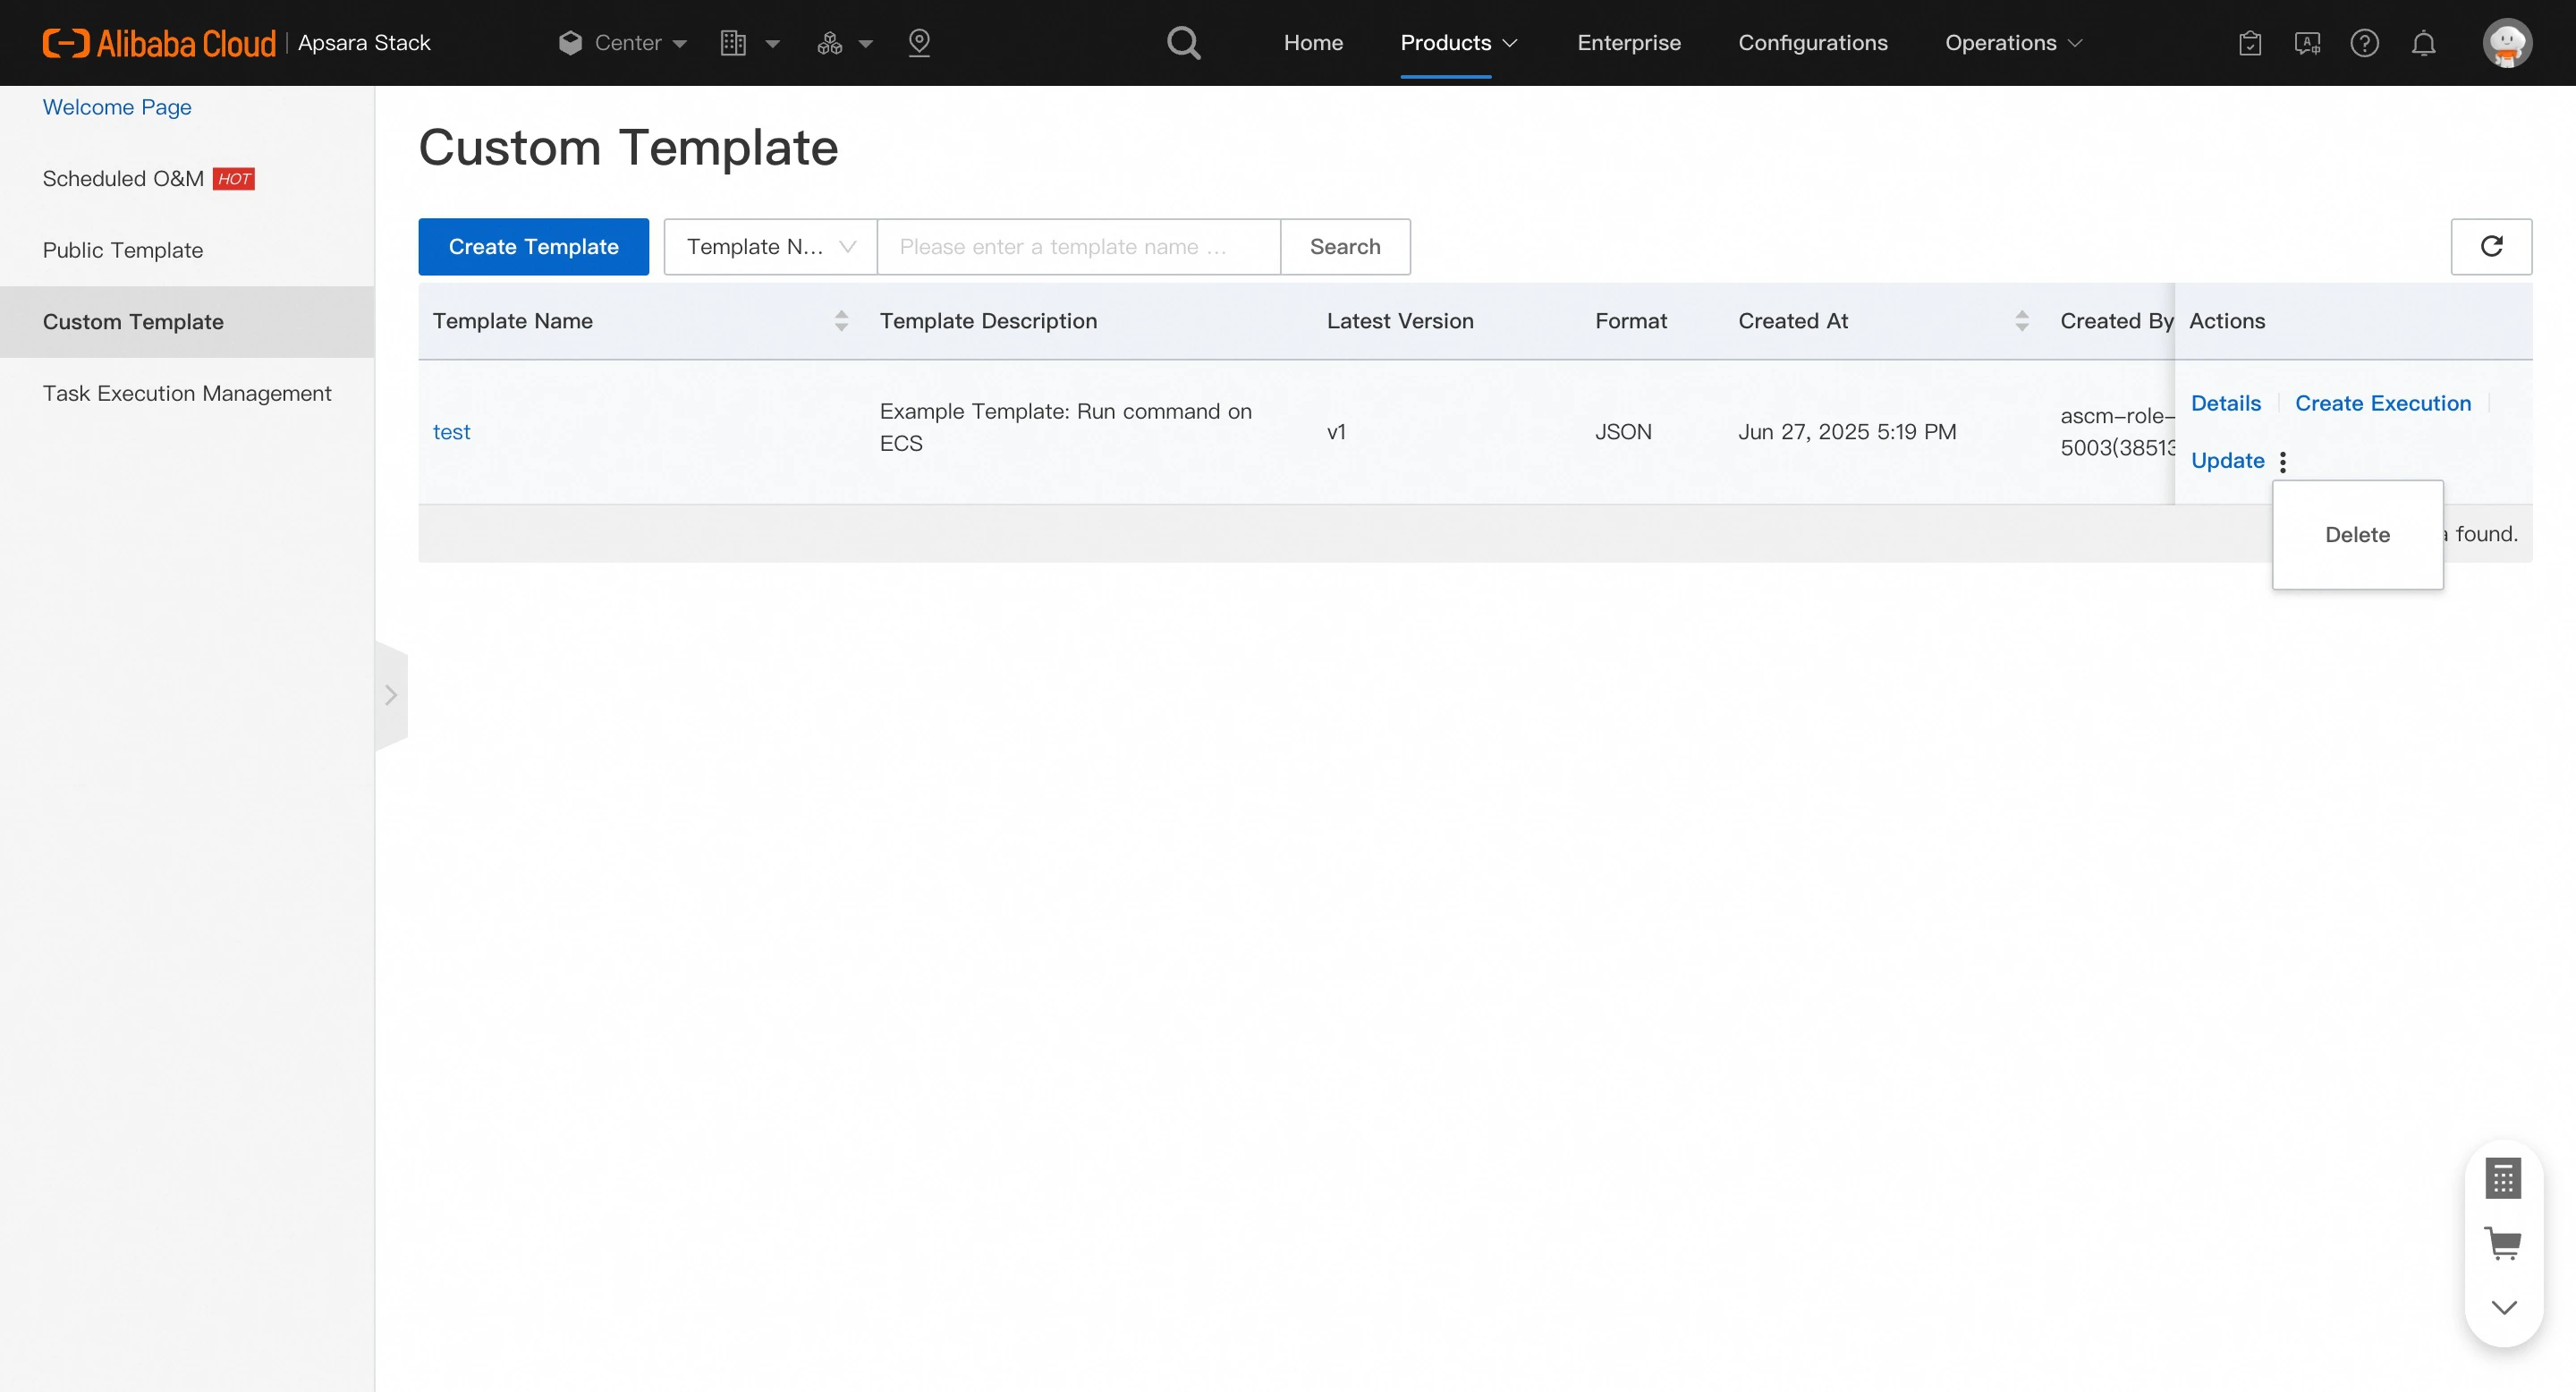 Alibaba Cloud | Apsara Stack
Center
Home
Products
Enterprise
Configurations
Operations
Welcome Page
Scheduled O&M HOT
Public Template
Custom Template
Task Execution Management
Custom Template
Create Template
Template N...
Please enter a template name ...
Search
Template Name
Template Description
Latest Version
Format
Created At
Created By
Actions
test
Example Template: Run command on
ECS
v1
JSON
Jun 27, 2025 5:19 PM
ascm-role-
5003(38513
Details
Create Execution
Update
Delete
found.